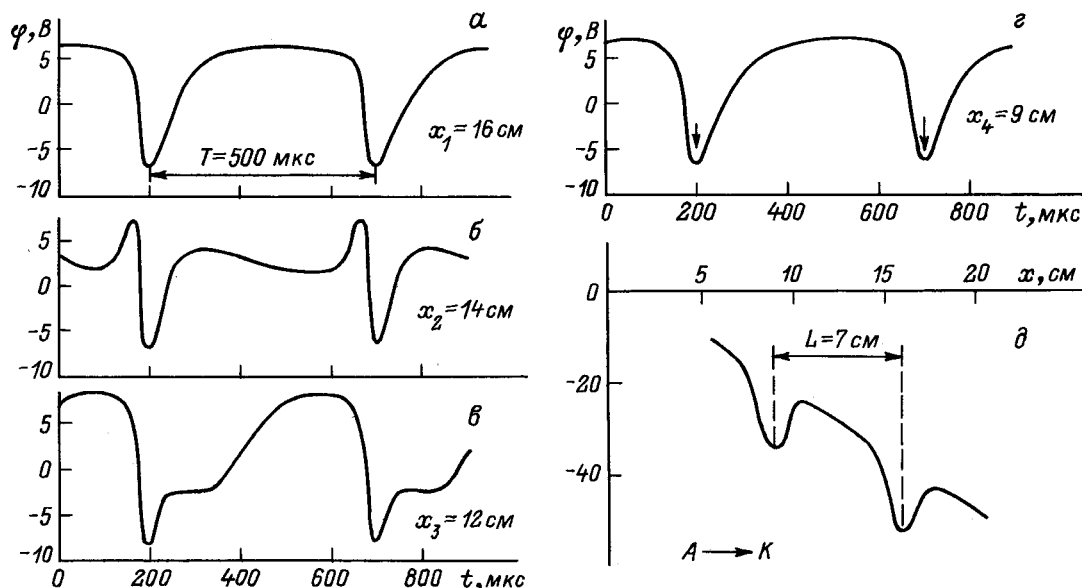 φ, В
а
5
0
-5
-10
x₁ = 16 см
T = 500 мкс
б
5
0
-5
x₂ = 14 см
в
5
0
-5
-10
x₃ = 12 см
0 200 400 600 800 t, мкс
φ, В
г
5
0
-5
-10
x₄ = 9 см
0 200 400 600 800 t, мкс
5 10 15 20 x, см
0
-20
-40
д
L = 7 см
A → K